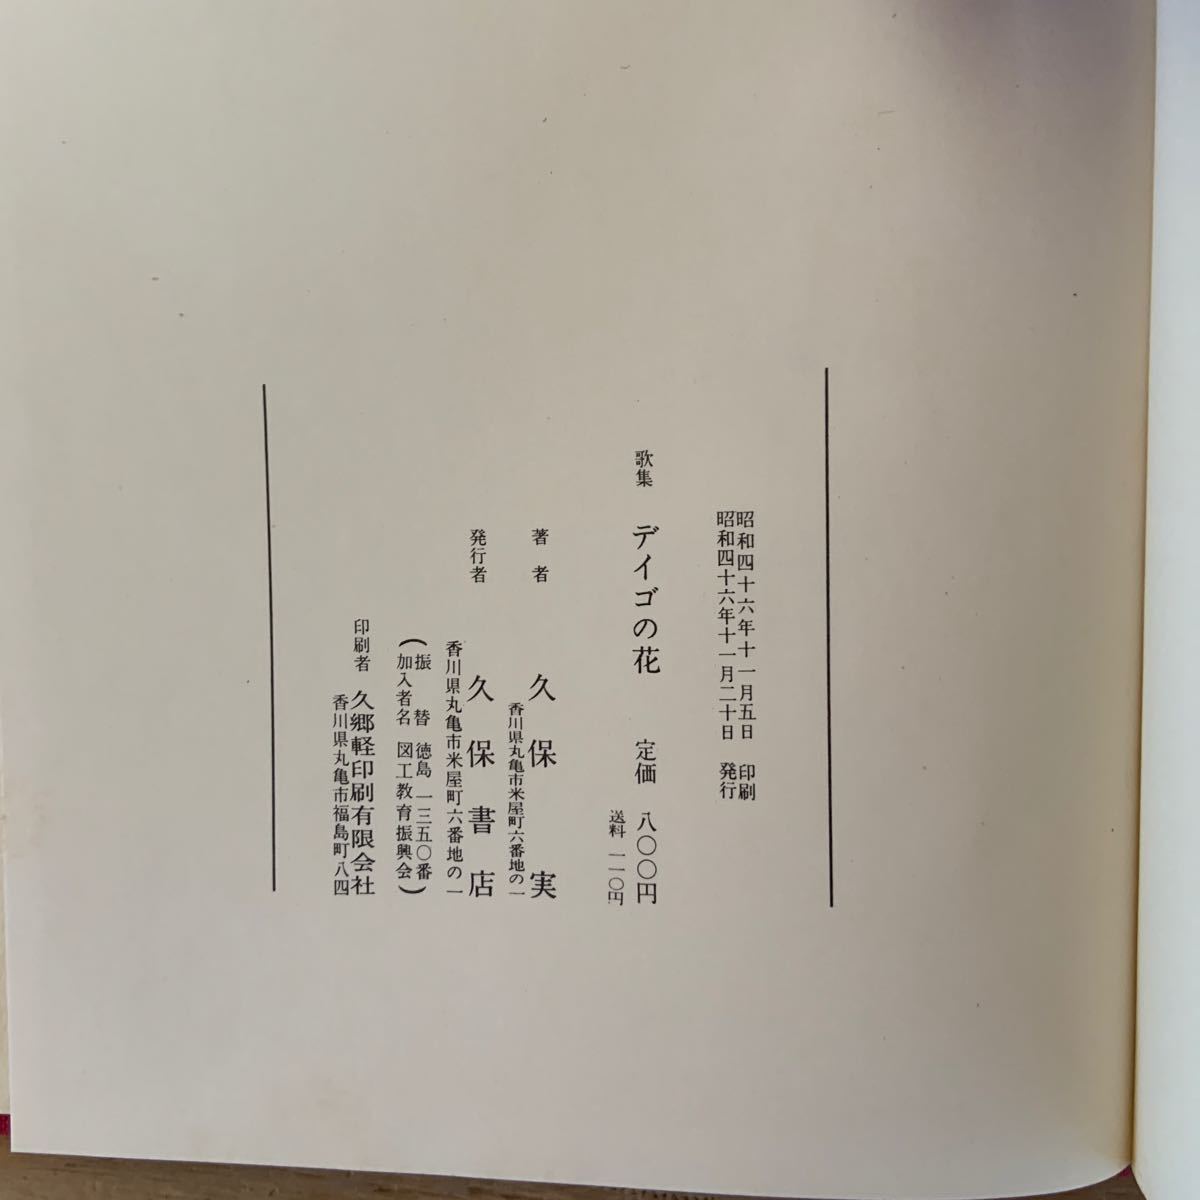 昭和四十六年十一月五日 印刷
昭和四十六年十一月二十日 発行
歌集 デイゴの花 定価 八〇〇円
送料 一一〇円
著者 久保実
香川県丸亀市米屋町六番地の一
発行者 久保書店
香川県丸亀市米屋町六番地の一
(振替 徳島 一三五〇番
加入者名 図工教育振興会)
印刷者 久郷軽印刷有限会社
香川県丸亀市福島町八四